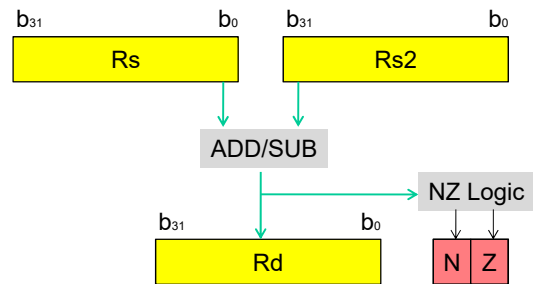 b31 b0 b31 b0
Rs Rs2
ADD/SUB
NZ Logic
b31 b0
Rd N Z